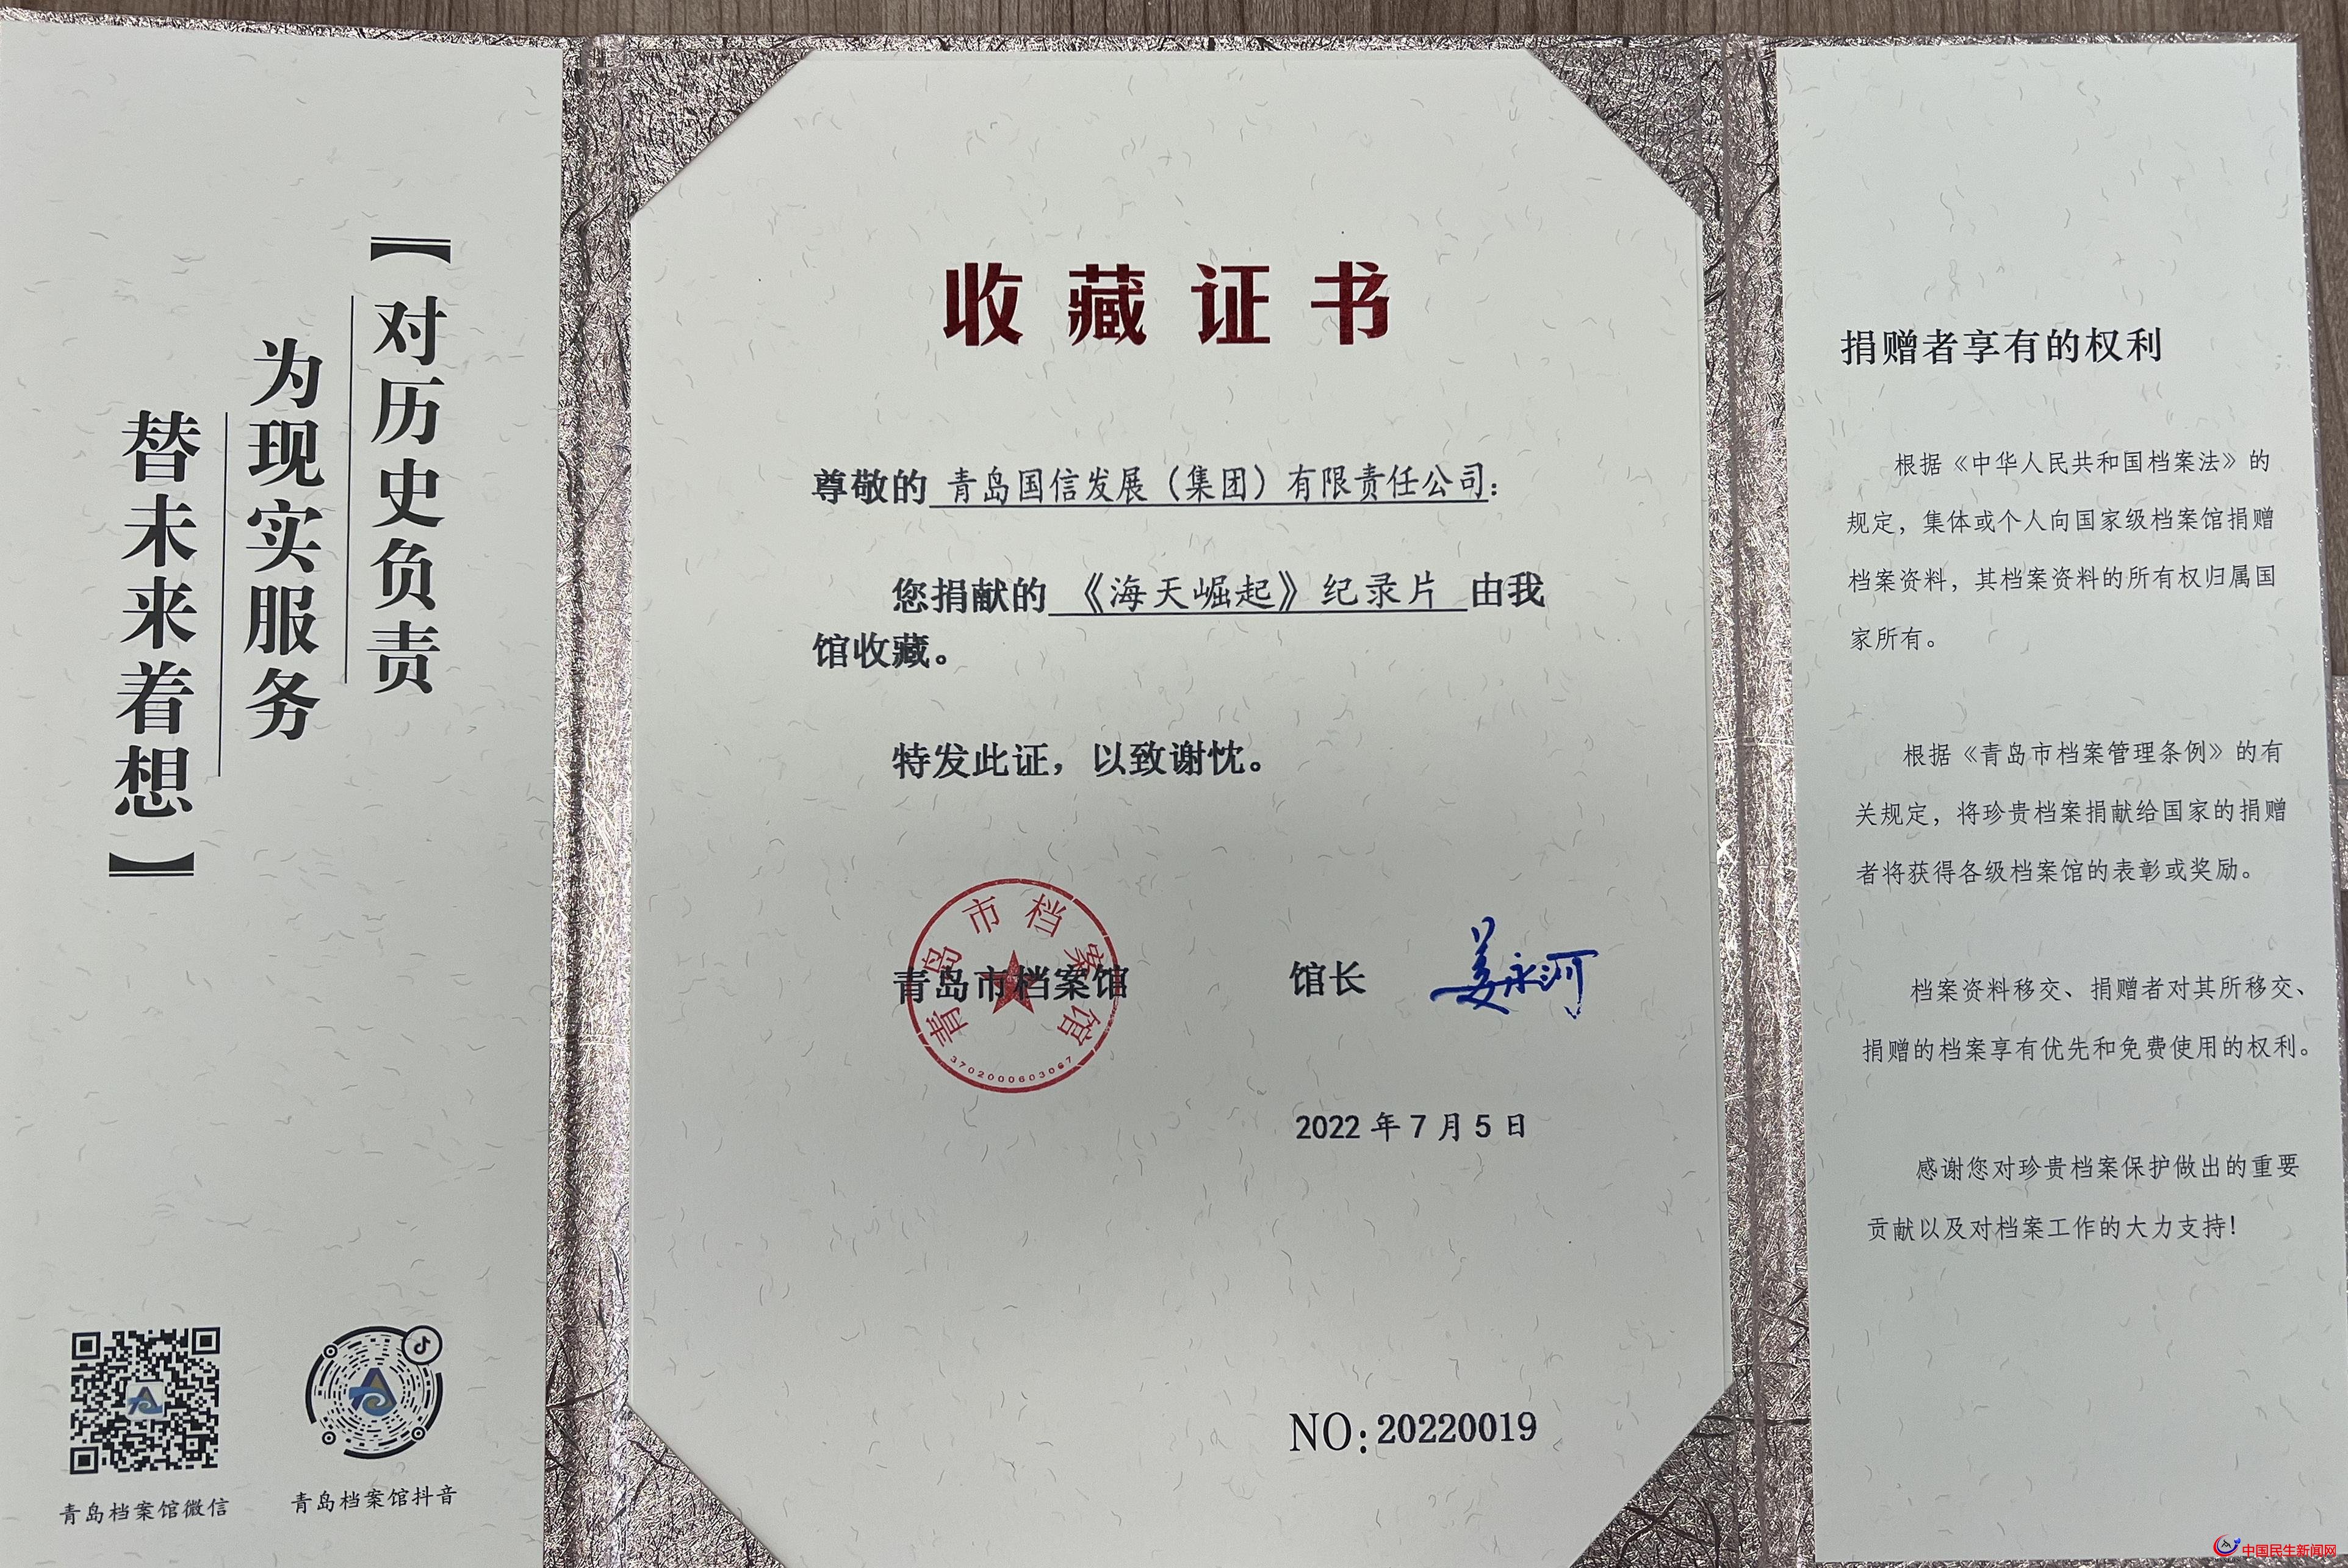 【对历史负责
为现实服务
替未来着想】
青岛档案馆微信
青岛档案馆抖音
收藏证书
尊敬的 青岛国信发展（集团）有限责任公司：
您捐献的 《海天崛起》纪录片 由我
馆收藏。
特发此证，以致谢忱。
青岛市档案馆
青岛市档案馆
3702000603067
馆长 姜永河
2022 年 7 月 5 日
NO:20220019
捐赠者享有的权利
根据《中华人民共和国档案法》的
规定，集体或个人向国家级档案馆捐赠
档案资料，其档案资料的所有权归属国
家所有。
根据《青岛市档案管理条例》的有
关规定，将珍贵档案捐献给国家的捐赠
者将获得各级档案馆的表彰或奖励。
档案资料移交、捐赠者对其所移交、
捐赠的档案享有优先和免费使用的权利。
感谢您对珍贵档案保护做出的重要
贡献以及对档案工作的大力支持！
中国民生新闻网